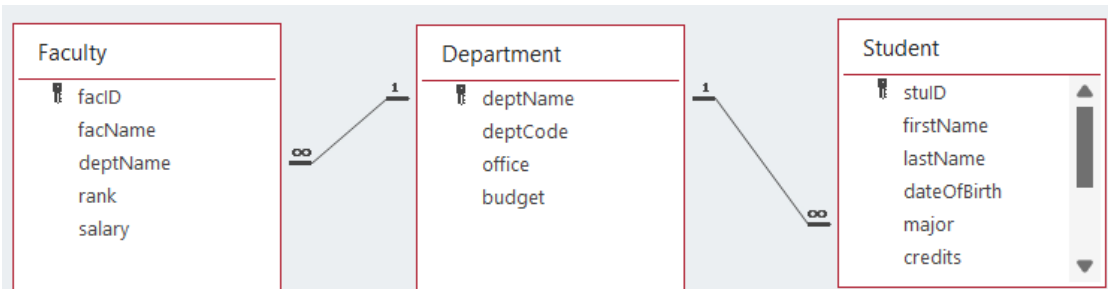 Faculty
facID
facName
deptName
rank
salary
1
∞
Department
deptName
deptCode
office
budget
1
∞
Student
stuID
firstName
lastName
dateOfBirth
major
credits